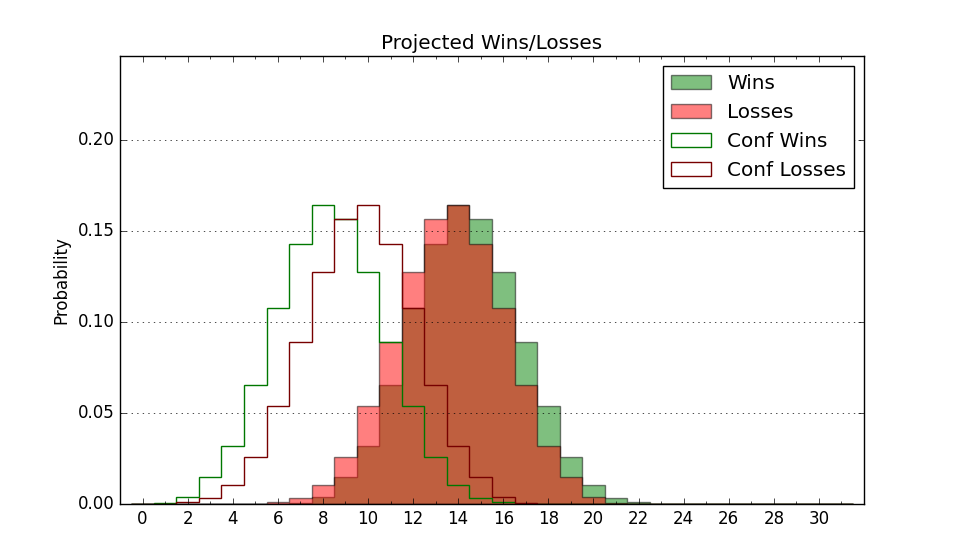 Projected Wins/Losses
Wins
Losses
Conf Wins
Conf Losses
Probability
0.20
0.15
0.10
0.05
0.00
0 2 4 6 8 10 12 14 16 18 20 22 24 26 28 30